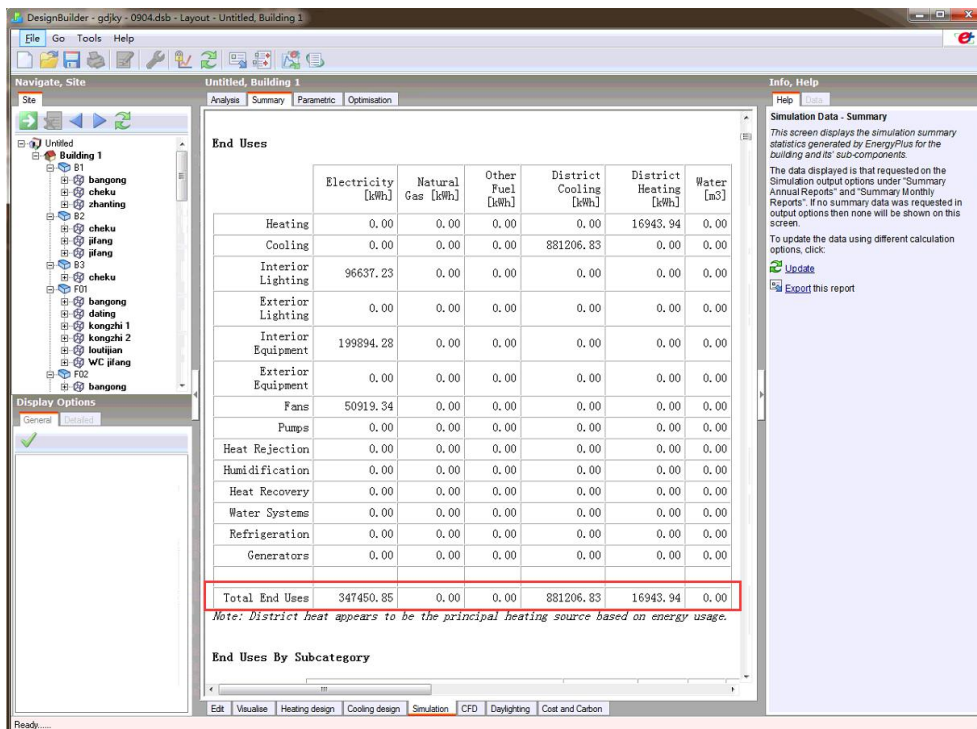 DesignBuilder - gdjky - 0904.dsb - Layout - Untitled, Building 1
File Go Tools Help
Navigate, Site
Site
Untitled
Building 1
B1
bangong
cheku
zhanting
B2
cheku
jifang
jifang
B3
cheku
F01
bangong
dating
kongzhi 1
kongzhi 2
loutijian
WC jifang
F02
bangong
Display Options
General Detailed
Untitled, Building 1
Analysis Summary Parametric Optimisation
End Uses
Electricity [kWh] Natural Gas [kWh] Other Fuel [kWh] District Cooling [kWh] District Heating [kWh] Water [m3]
Heating 0.00 0.00 0.00 0.00 16943.94 0.00
Cooling 0.00 0.00 0.00 881206.83 0.00 0.00
Interior Lighting 96637.23 0.00 0.00 0.00 0.00 0.00
Exterior Lighting 0.00 0.00 0.00 0.00 0.00 0.00
Interior Equipment 199894.28 0.00 0.00 0.00 0.00 0.00
Exterior Equipment 0.00 0.00 0.00 0.00 0.00 0.00
Fans 50919.34 0.00 0.00 0.00 0.00 0.00
Pumps 0.00 0.00 0.00 0.00 0.00 0.00
Heat Rejection 0.00 0.00 0.00 0.00 0.00 0.00
Humidification 0.00 0.00 0.00 0.00 0.00 0.00
Heat Recovery 0.00 0.00 0.00 0.00 0.00 0.00
Water Systems 0.00 0.00 0.00 0.00 0.00 0.00
Refrigeration 0.00 0.00 0.00 0.00 0.00 0.00
Generators 0.00 0.00 0.00 0.00 0.00 0.00
Total End Uses 347450.85 0.00 0.00 881206.83 16943.94 0.00
Note: District heat appears to be the principal heating source based on energy usage.
End Uses By Subcategory
Edit Visualise Heating design Cooling design Simulation CFD Daylighting Cost and Carbon
Info, Help
Help Data
Simulation Data - Summary
This screen displays the simulation summary
statistics generated by EnergyPlus for the
building and its' sub-components.
The data displayed is that requested on the
Simulation output options under "Summary
Annual Reports" and "Summary Monthly
Reports". If no summary data was requested in
output options then none will be shown on this
screen.
To update the data using different calculation
options, click:
Update
Export this report
Ready......